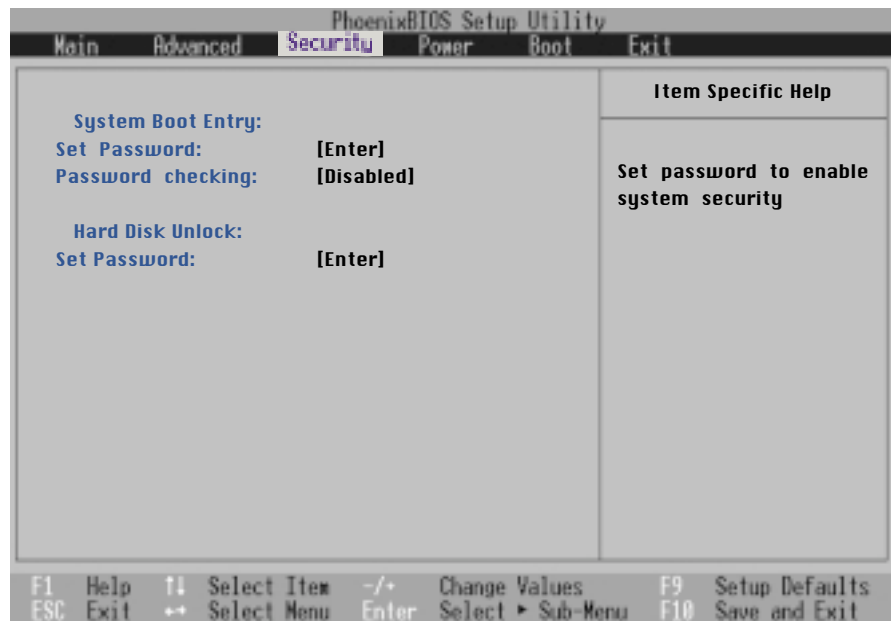 PhoenixBIOS Setup Utility
Main Advanced Security Power Boot Exit
Item Specific Help
System Boot Entry:
Set Password: [Enter]
Password checking: [Disabled]
Set password to enable
system security
Hard Disk Unlock:
Set Password: [Enter]
F1 Help ↑↓ Select Item -/+ Change Values F9 Setup Defaults
ESC Exit ←→ Select Menu Enter Select ► Sub-Menu F10 Save and Exit